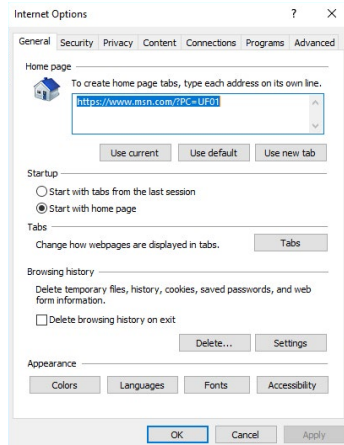 Internet Options
General Security Privacy Content Connections Programs Advanced
Home page
To create home page tabs, type each address on its own line.
https://www.msn.com/?PC=UF01
Use current Use default Use new tab
Startup
Start with tabs from the last session
Start with home page
Tabs
Change how webpages are displayed in tabs. Tabs
Browsing history
Delete temporary files, history, cookies, saved passwords, and web
form information.
Delete browsing history on exit
Delete... Settings
Appearance
Colors Languages Fonts Accessibility
OK Cancel Apply